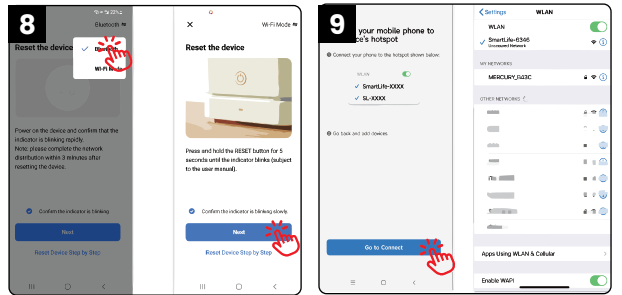 8
22%
Bluetooth
Reset the device
Bluetooth
Wi-Fi Mode
Power on the device and confirm that the
indicator is blinking rapidly.
Note: please complete the network
distribution within 3 minutes after
resetting the device.
Confirm the indicator is blinking
Next
Reset Device Step by Step
Wi-Fi Mode
Reset the device
Press and hold the RESET button for 5
seconds until the indicator blinks (subject
to the user manual).
Confirm the indicator is blinking slowly.
Next
Reset Device Step by Step
9
your mobile phone to
ce's hotspot
Connect your phone to the hotspot shown below.
WLAN
SmartLife-XXXX
SL-XXXX
Go back and add devices.
Go to Connect
Settings
WLAN
WLAN
SmartLife-6346
Unsecured Network
MY NETWORKS
MERCURY_B43C
OTHER NETWORKS
Apps Using WLAN & Cellular
Enable WAPI